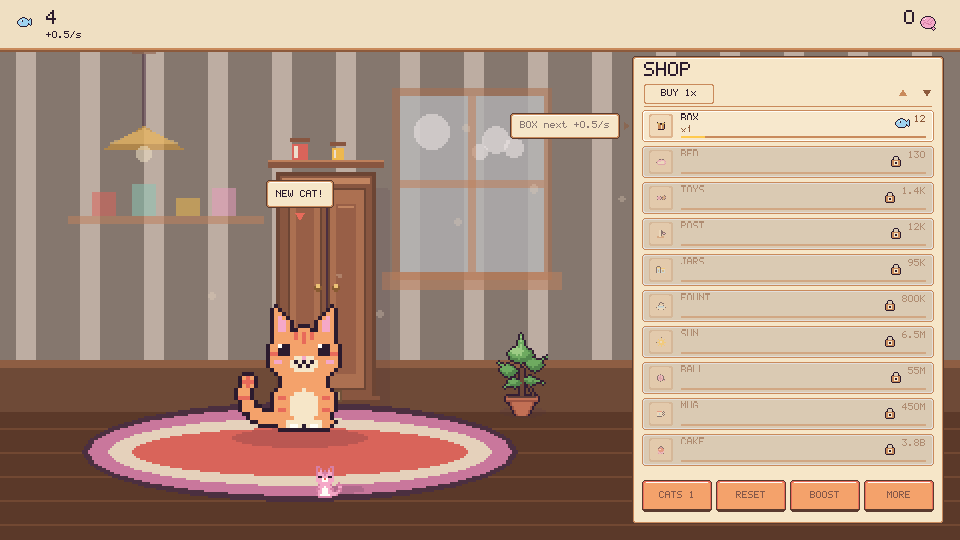 4
+0.5/s
0
SHOP
BUY 1x
BOX
x1
12
BOX next +0.5/s
BED
130
TOYS
1.4K
NEW CAT!
POST
12K
JARS
95K
FOUNT
800K
SUN
6.5M
BALL
55M
MUG
450M
CAKE
3.8B
CATS 1
RESET
BOOST
MORE